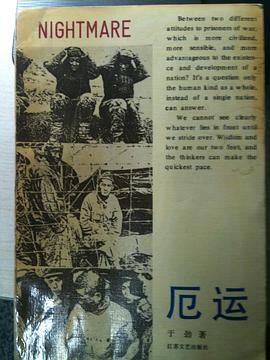 NIGHTMARE
Between two different
attitudes to prisoners of war,
which is more civilized,
more sensible, and more
advantageous to the existen-
ce and development of a
nation? It's a question only
the human kind as a whole,
instead of a single nation,
can answer.
We cannot see clearly
whatever lies in front until
we stride over. Wisdom and
love are our two feet, and
the thinkers can make the
quickest pace.
厄运
于劲著
江苏文艺出版社